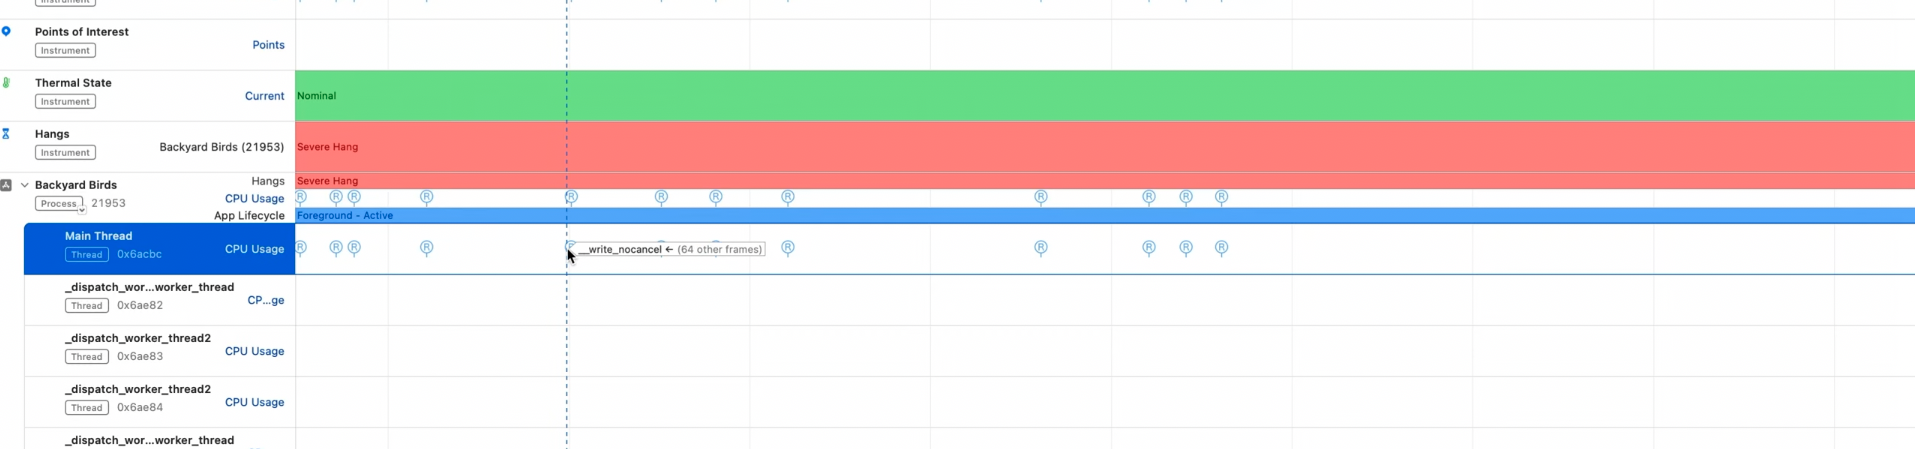 Instrument
Points of Interest
Instrument
Points
Thermal State
Instrument
Current
Nominal
Hangs
Instrument
Backyard Birds (21953)
Severe Hang
Backyard Birds
Process 21953
Hangs
Severe Hang
CPU Usage
R R R R R R R R R R R R
App Lifecycle
Foreground - Active
Main Thread
Thread 0x6acbc
CPU Usage
R R R R __write_nocancel ← (64 other frames) R R R R R
_dispatch_wor...worker_thread
Thread 0x6ae82
CP...ge
_dispatch_worker_thread2
Thread 0x6ae83
CPU Usage
_dispatch_worker_thread2
Thread 0x6ae84
CPU Usage
_dispatch_wor...worker_thread